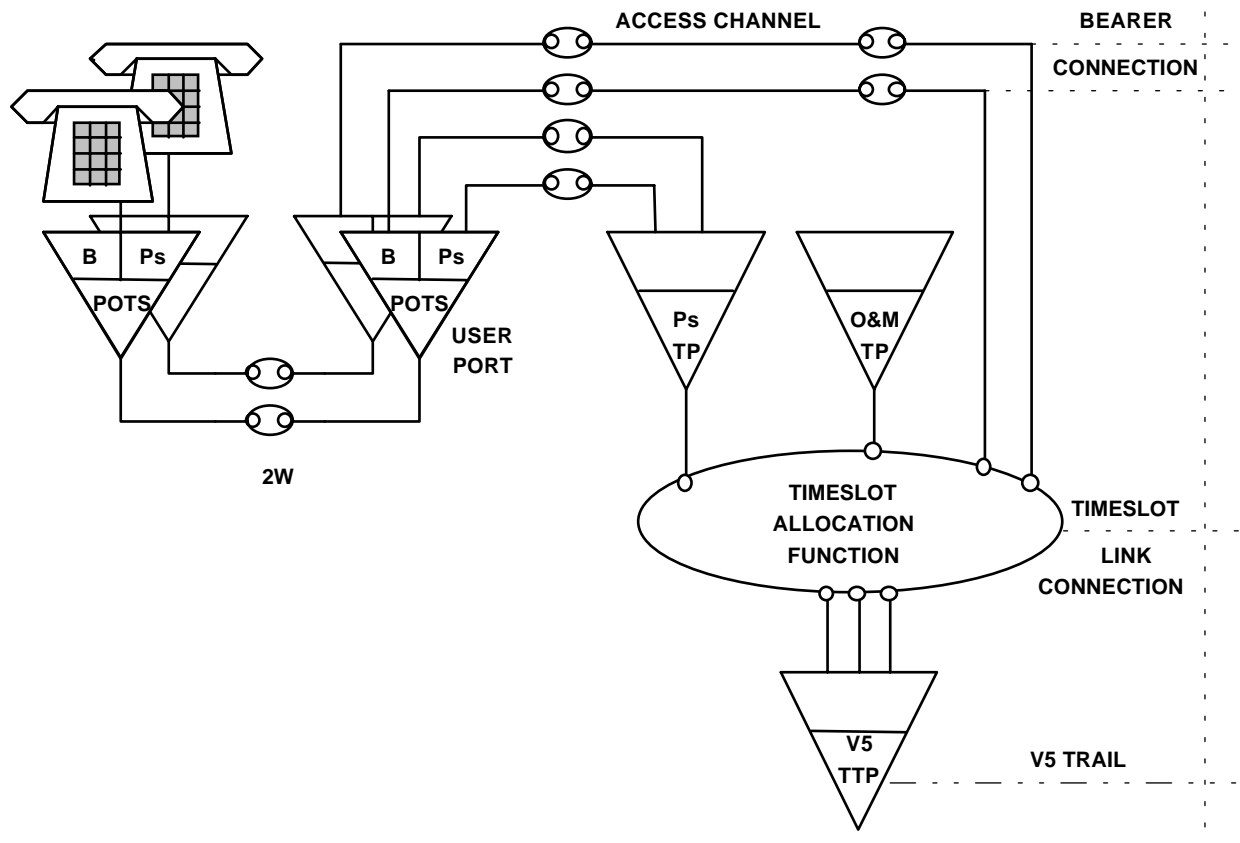 ACCESS CHANNEL
BEARER
CONNECTION
B
Ps
POTS
B
Ps
POTS
USER
PORT
2W
Ps
TP
O&M
TP
TIMESLOT
ALLOCATION
FUNCTION
TIMESLOT
LINK
CONNECTION
V5
TTP
V5 TRAIL